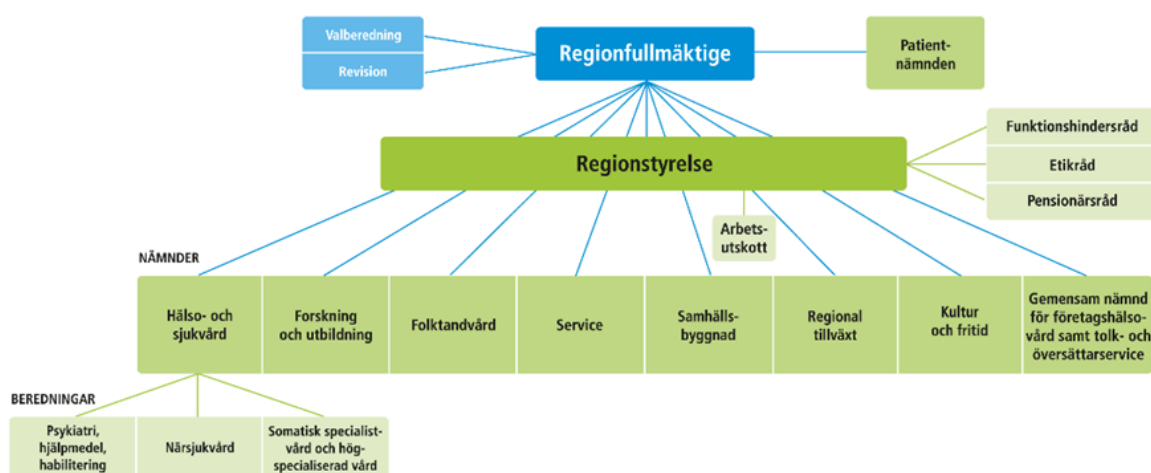 Valberedning
Revision
Regionfullmäktige
Patient-
nämnden
Regionstyrelse
Funktionshindersråd
Etikråd
Pensionärsråd
Arbets-
utskott
NÄMNDER
Hälso- och
sjukvård
Forskning
och utbildning
Folktandvård
Service
Samhälls-
byggnad
Regional
tillväxt
Kultur
och fritid
Gemensam nämnd
för företagshälso-
vård samt tolk- och
översättarservice
BEREDNINGAR
Psykiatri,
hjälpmedel,
habilitering
Närsjukvård
Somatisk specialist-
vård och hög-
specialiserad vård